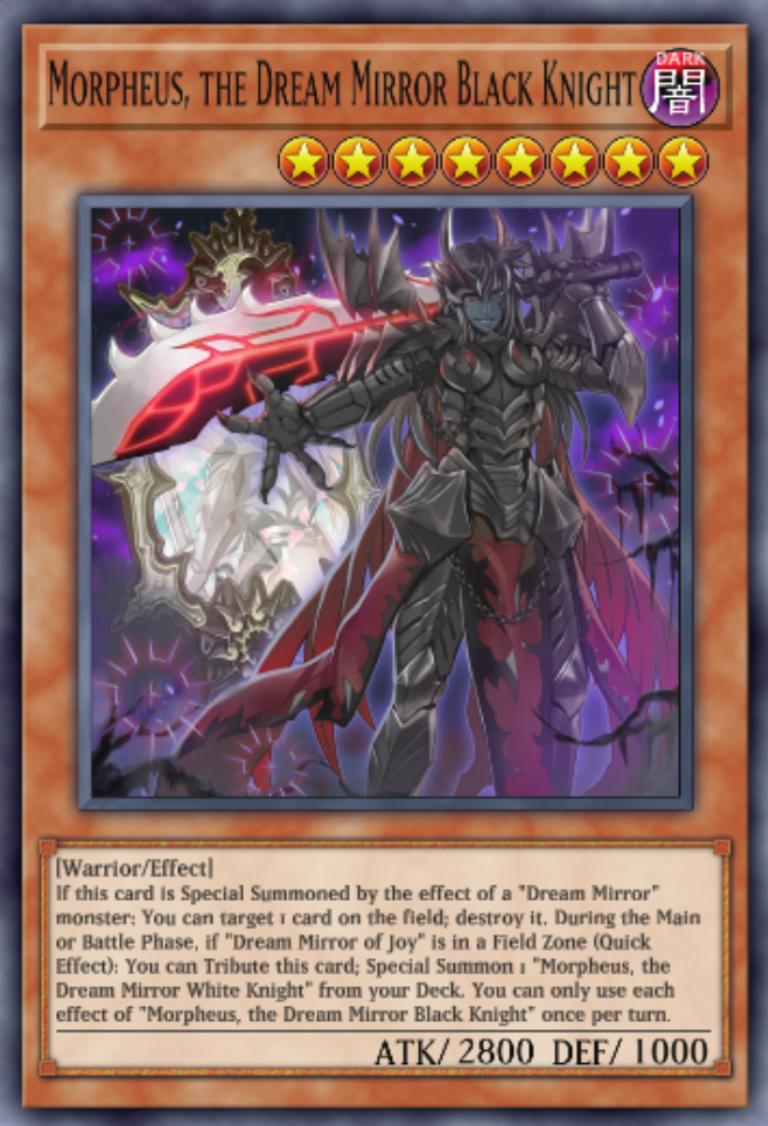 Morpheus, the Dream Mirror Black Knight
DARK
闇
[Warrior/Effect]
If this card is Special Summoned by the effect of a "Dream Mirror"
monster: You can target 1 card on the field; destroy it. During the Main
or Battle Phase, if "Dream Mirror of Joy" is in a Field Zone (Quick
Effect): You can Tribute this card; Special Summon 1 "Morpheus, the
Dream Mirror White Knight" from your Deck. You can only use each
effect of "Morpheus, the Dream Mirror Black Knight" once per turn.
ATK/ 2800 DEF/ 1000